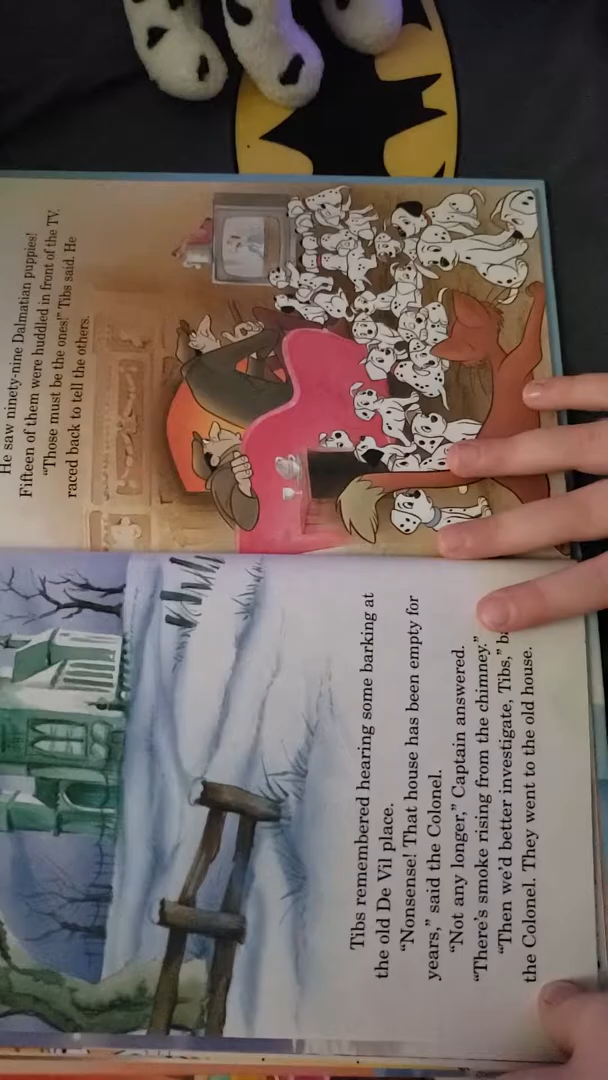 Tibs remembered hearing some barking at
the old De Vil place.
“Nonsense! That house has been empty for
years,” said the Colonel.
“Not any longer,” Captain answered.
“There’s smoke rising from the chimney.”
“Then we’d better investigate, Tibs,”
the Colonel. They went to the old house.
He saw ninety-nine Dalmatian puppies!
Fifteen of them were huddled in front of the TV.
“Those must be the ones!” Tibs said. He
raced back to tell the others.